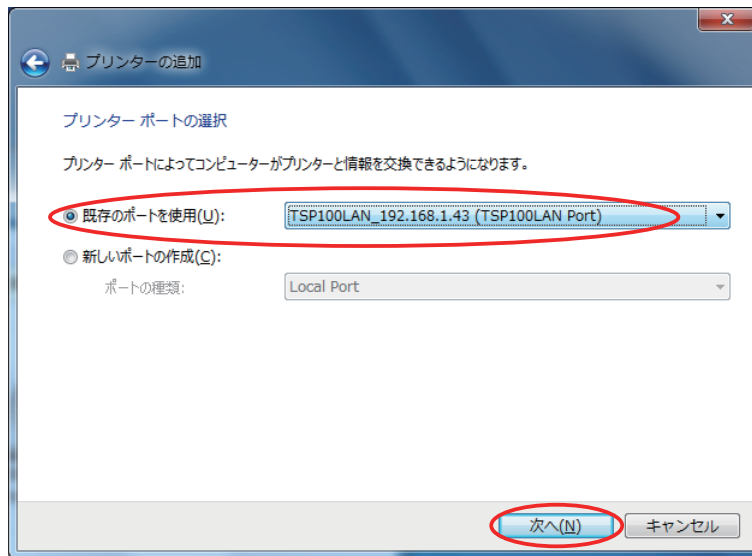 プリンターの追加
プリンター ポートの選択
プリンター ポートによってコンピューターがプリンターと情報を交換できるようになります。
既存のポートを使用(U): TSP100LAN_192.168.1.43 (TSP100LAN Port)
新しいポートの作成(C):
ポートの種類: Local Port
次へ(N) キャンセル